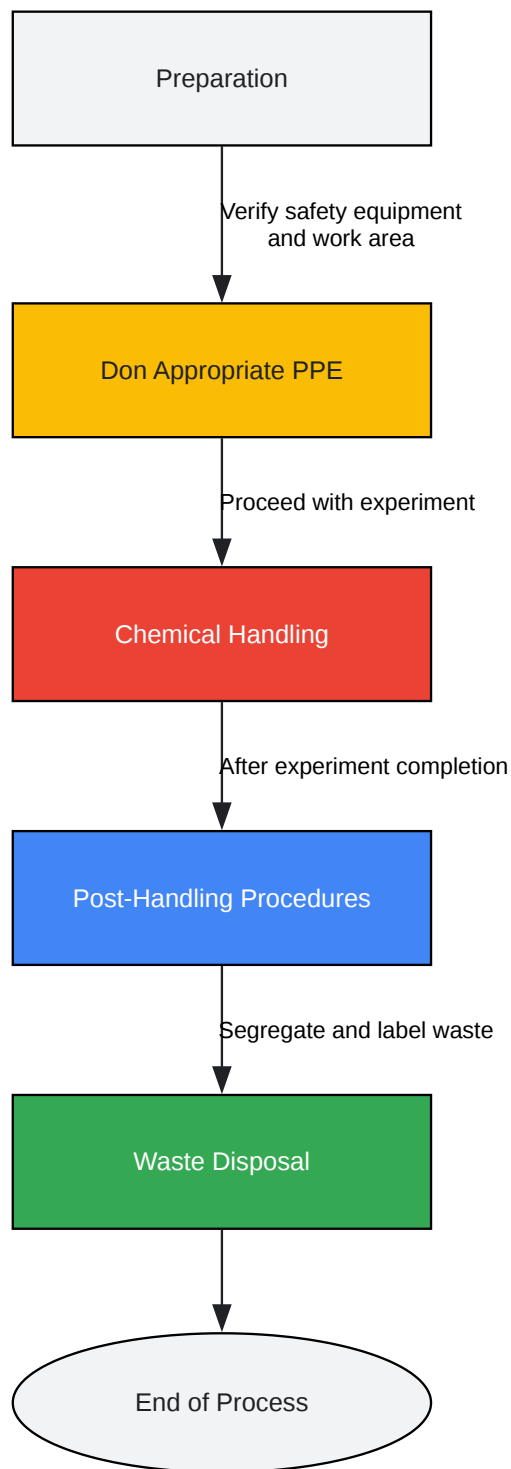 Preparation
Verify safety equipment
and work area
Don Appropriate PPE
Proceed with experiment
Chemical Handling
After experiment completion
Post-Handling Procedures
Segregate and label waste
Waste Disposal
End of Process